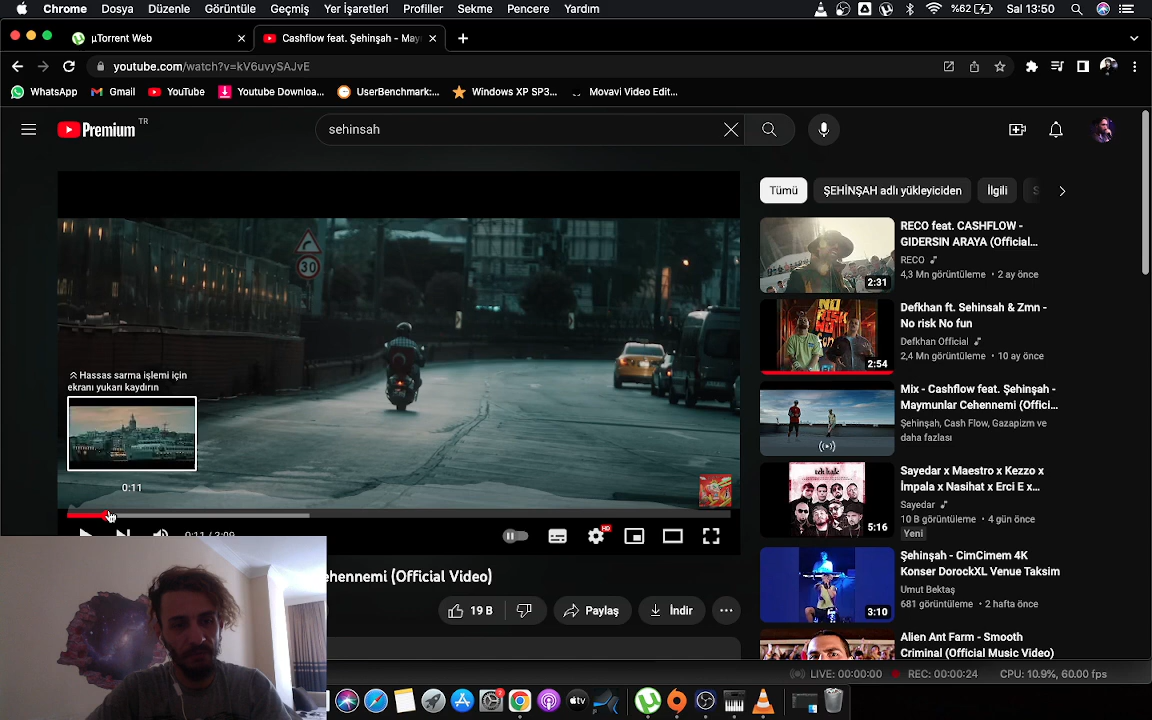 Chrome Dosya Düzenle Görüntüle Geçmiş Yer İşaretleri Profiller Sekme Pencere Yardım %62 Sal 13:50
µTorrent Web
Cashflow feat. Şehinşah - May
youtube.com/watch?v=kV6uvySAJvE
WhatsApp Gmail YouTube Youtube Downloa... UserBenchmark:... Windows XP SP3... Movavi Video Edit...
Premium TR
sehinsah
Tümü ŞEHİNŞAH adlı yükleyiciden İlgili
30
Hassas sarma işlemi için
ekranı yukarı kaydırın
0:11
0:11 / 3:09
HD
ehennemi (Official Video)
19 B
Paylaş
İndir
RECO feat. CASHFLOW -
GIDERSIN ARAYA (Official...
RECO
4,3 Mn görüntüleme • 2 ay önce
2:31
Defkhan ft. Sehinsah & Zmn -
No risk No fun
Defkhan Official
2,4 Mn görüntüleme • 10 ay önce
2:54
Mix - Cashflow feat. Şehinşah -
Maymunlar Cehennemi (Offici...
Şehinşah, Cash Flow, Gazapizm ve
daha fazlası
Sayedar x Maestro x Kezzo x
İmpala x Nasihat x Erci E x...
Sayedar
10 B görüntüleme • 4 gün önce
Yeni
5:16
Şehinşah - CimCimem 4K
Konser DorockXL Venue Taksim
Umut Bektaş
681 görüntüleme • 2 hafta önce
3:10
Alien Ant Farm - Smooth
Criminal (Official Music Video)
LIVE: 00:00:00 REC: 00:00:24 CPU: 10.9%, 60.00 fps
tv